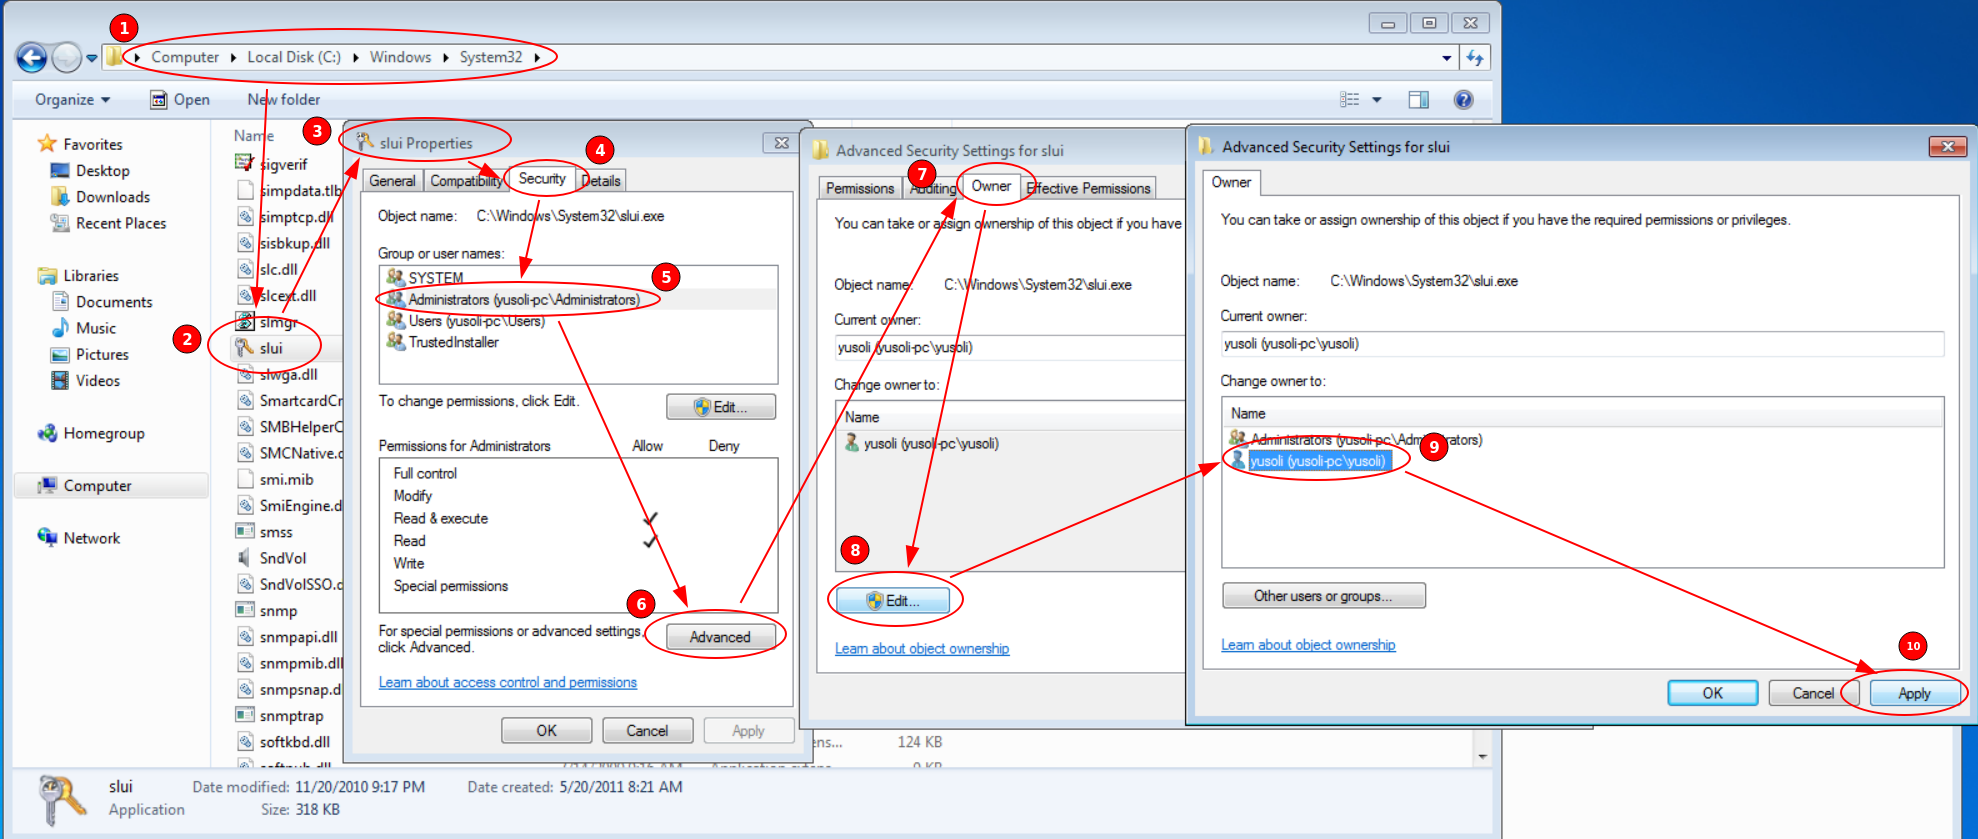 1
Computer
Local Disk (C:)
Windows
System32
Organize
Open
New folder
Favorites
Desktop
Downloads
Recent Places
Libraries
Documents
Music
Pictures
Videos
Homegroup
Computer
Network
Name
sigverif
simpdata.tlb
simptcp.dll
sisbkup.dll
slc.dll
slcext.dll
slmgr
2
slui
slwga.dll
SmartcardCr
SMBHelperC
SMCNative.c
smi.mib
SmiEngine.d
smss
SndVol
SndVolSSO.c
snmp
snmpapi.dll
snmpmib.dll
snmpsnap.d
snmptrap
softkbd.dll
3
slui Properties
4
General
Compatibility
Security
Details
Object name: C:\Windows\System32\slui.exe
Group or user names:
SYSTEM
5
Administrators (yusoli-pc\Administrators)
Users (yusoli-pc\Users)
TrustedInstaller
To change permissions, click Edit.
Edit...
Permissions for Administrators Allow Deny
Full control
Modify
Read & execute
Read
Write
Special permissions
6
For special permissions or advanced settings,
click Advanced.
Advanced
Learn about access control and permissions
OK
Cancel
Apply
Advanced Security Settings for slui
7
Permissions
Auditing
Owner
Effective Permissions
You can take or assign ownership of this object if you have
Object name: C:\Windows\System32\slui.exe
Current owner:
yusoli (yusoli-pc\yusoli)
Change owner to:
Name
yusoli (yusoli-pc\yusoli)
8
Edit...
Learn about object ownership
Advanced Security Settings for slui
Owner
You can take or assign ownership of this object if you have the required permissions or privileges.
Object name: C:\Windows\System32\slui.exe
Current owner:
yusoli (yusoli-pc\yusoli)
Change owner to:
Name
Administrators (yusoli-pc\Administrators)
9
yusoli (yusoli-pc\yusoli)
Other users or groups...
Learn about object ownership
10
OK
Cancel
Apply
ens... 124 KB
slui Date modified: 11/20/2010 9:17 PM Date created: 5/20/2011 8:21 AM
Application Size: 318 KB